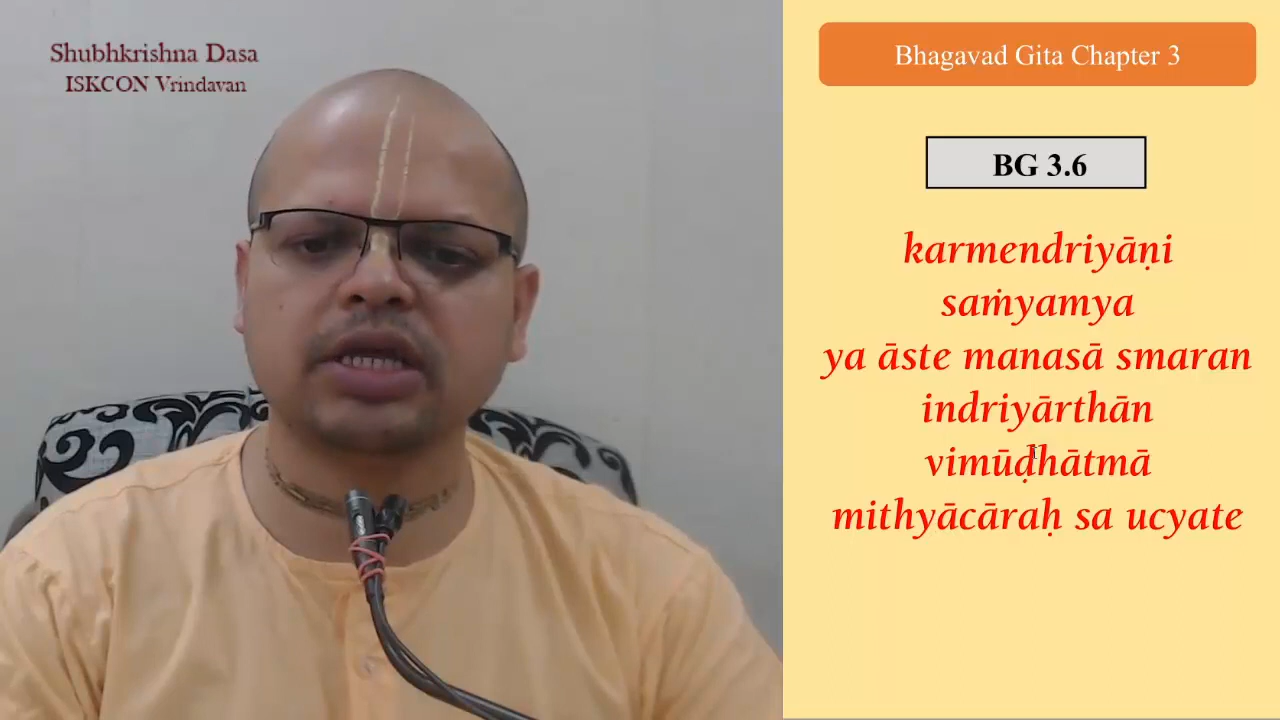 Shubhkrishna Dasa
ISKCON Vrindavan
Bhagavad Gita Chapter 3
BG 3.6
karmendriyāṇi
saṁyamya
ya āste manasā smaran
indriyārthān
vimūḍhātmā
mithyācāraḥ sa ucyate